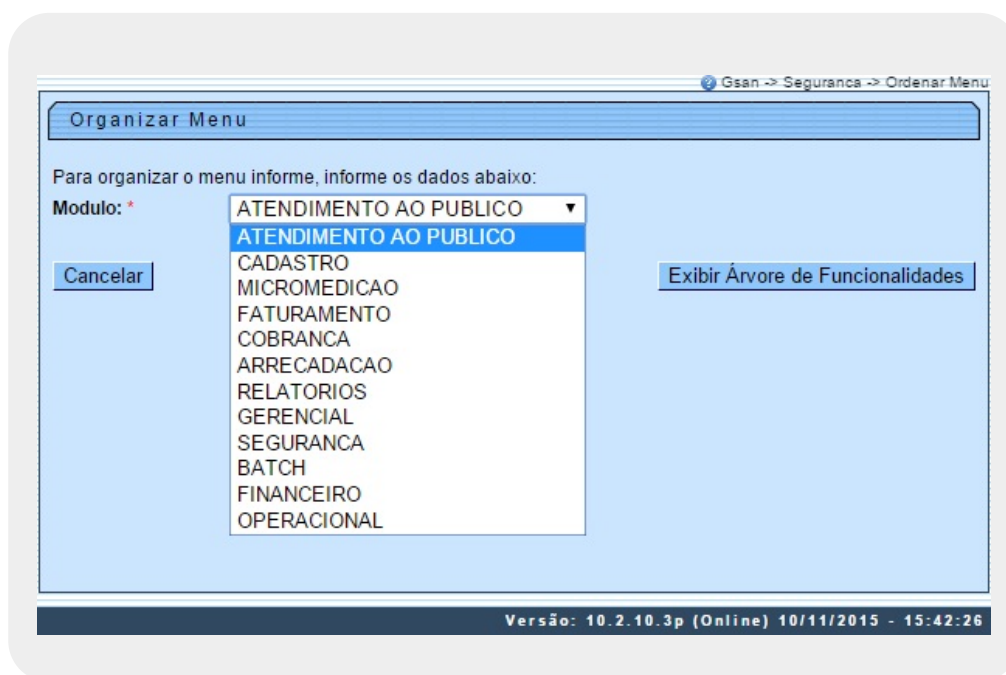 Gsan -> Seguranca -> Ordenar Menu
Organizar Menu
Para organizar o menu informe, informe os dados abaixo:
Modulo: * ATENDIMENTO AO PUBLICO
ATENDIMENTO AO PUBLICO
CADASTRO
Cancelar
Exibir Árvore de Funcionalidades
MICROMEDICAO
FATURAMENTO
COBRANCA
ARRECADACAO
RELATORIOS
GERENCIAL
SEGURANCA
BATCH
FINANCEIRO
OPERACIONAL
Versão: 10.2.10.3p (Online) 10/11/2015 - 15:42:26